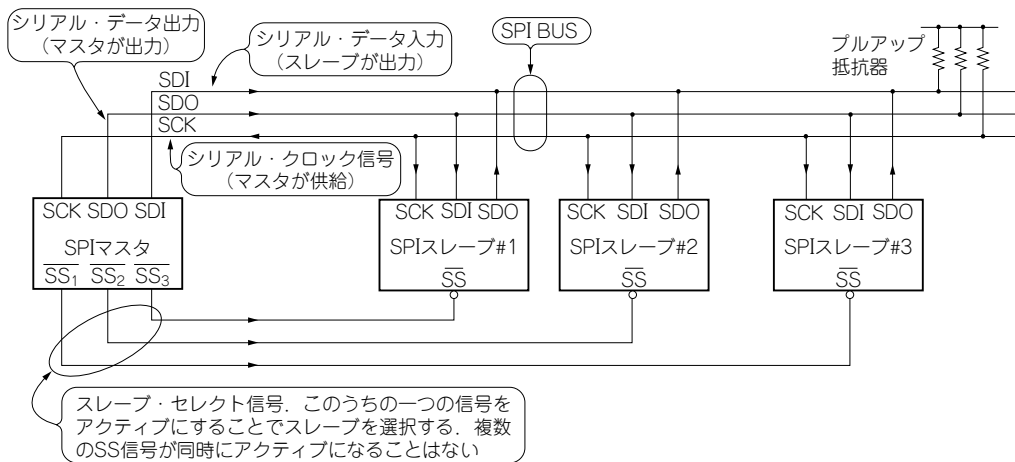 シリアル・データ出力
（マスタが出力）
シリアル・データ入力
（スレーブが出力）
SPI BUS
プルアップ
抵抗器
SDI
SDO
SCK
シリアル・クロック信号
（マスタが供給）
SCK SDO SDI
SPIマスタ
SS1 SS2 SS3
SCK SDI SDO
SPIスレーブ#1
SS
SCK SDI SDO
SPIスレーブ#2
SS
SCK SDI SDO
SPIスレーブ#3
SS
スレーブ・セレクト信号．このうちの一つの信号を
アクティブにすることでスレーブを選択する．複数
のSS信号が同時にアクティブになることはない